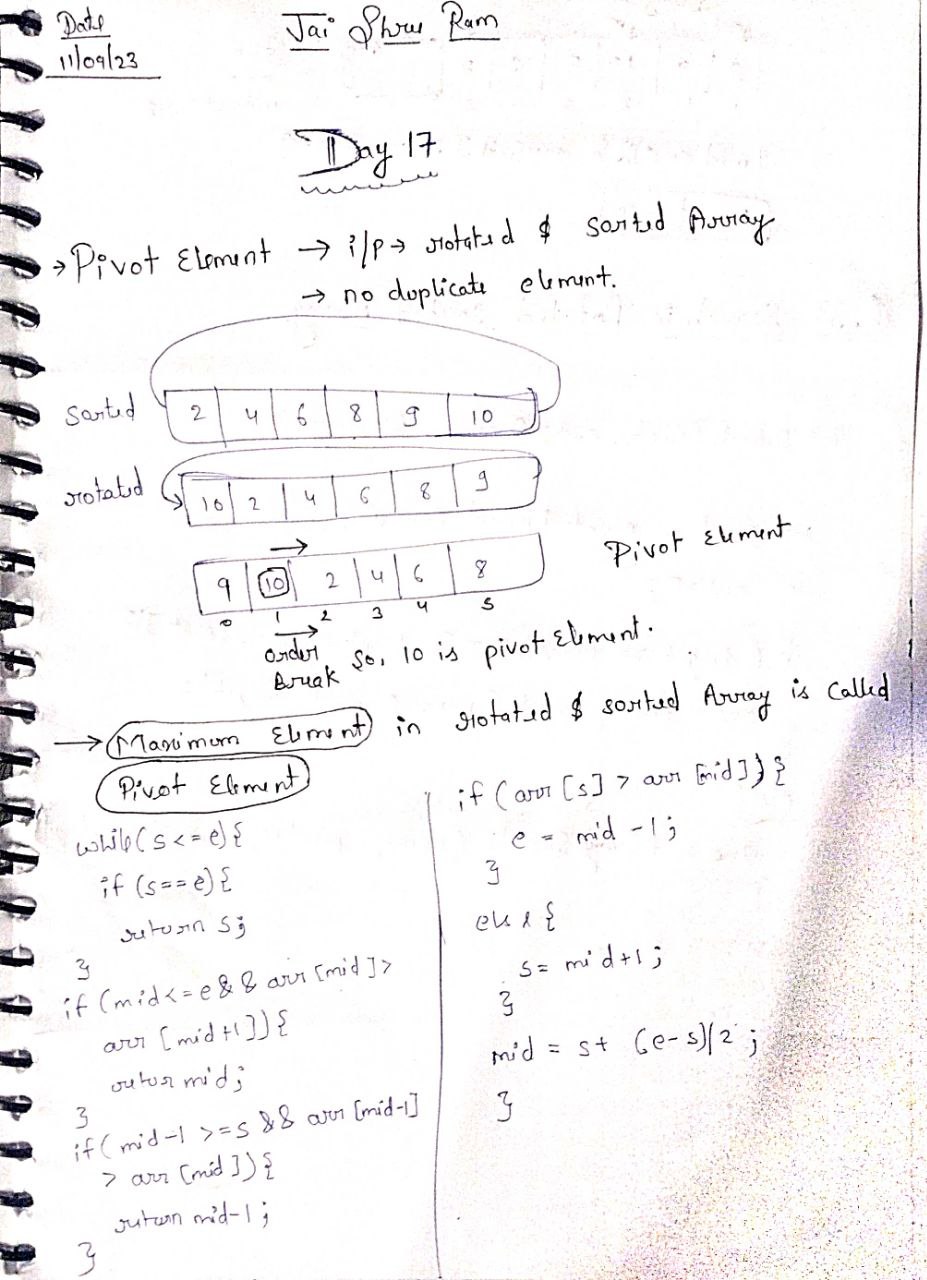 Date
11/09/23
Jai Shree Ram
Day 17
→ Pivot Element → i/p → rotated & sorted Array
→ no duplicate element.
sorted 2 4 6 8 9 10
rotated 10 2 4 6 8 9
9 10 2 4 6 8
Pivot Element.
0 1 2 3 4 5
order
Break So, 10 is pivot Element.
→ Maximum Element in rotated & sorted Array is Called
Pivot Element
while(s<=e){
if (s==e){
return s;
}
if (mid<=e && arr [mid]>
arr [mid+1]){
retur mid;
}
if( mid-1 >=s && arr [mid-1]
> arr [mid]){
return mid-1;
}
if (arr [s] > arr [mid]){
e = mid -1;
}
else {
s= mid+1;
}
mid = s+ (e-s)/2;
}